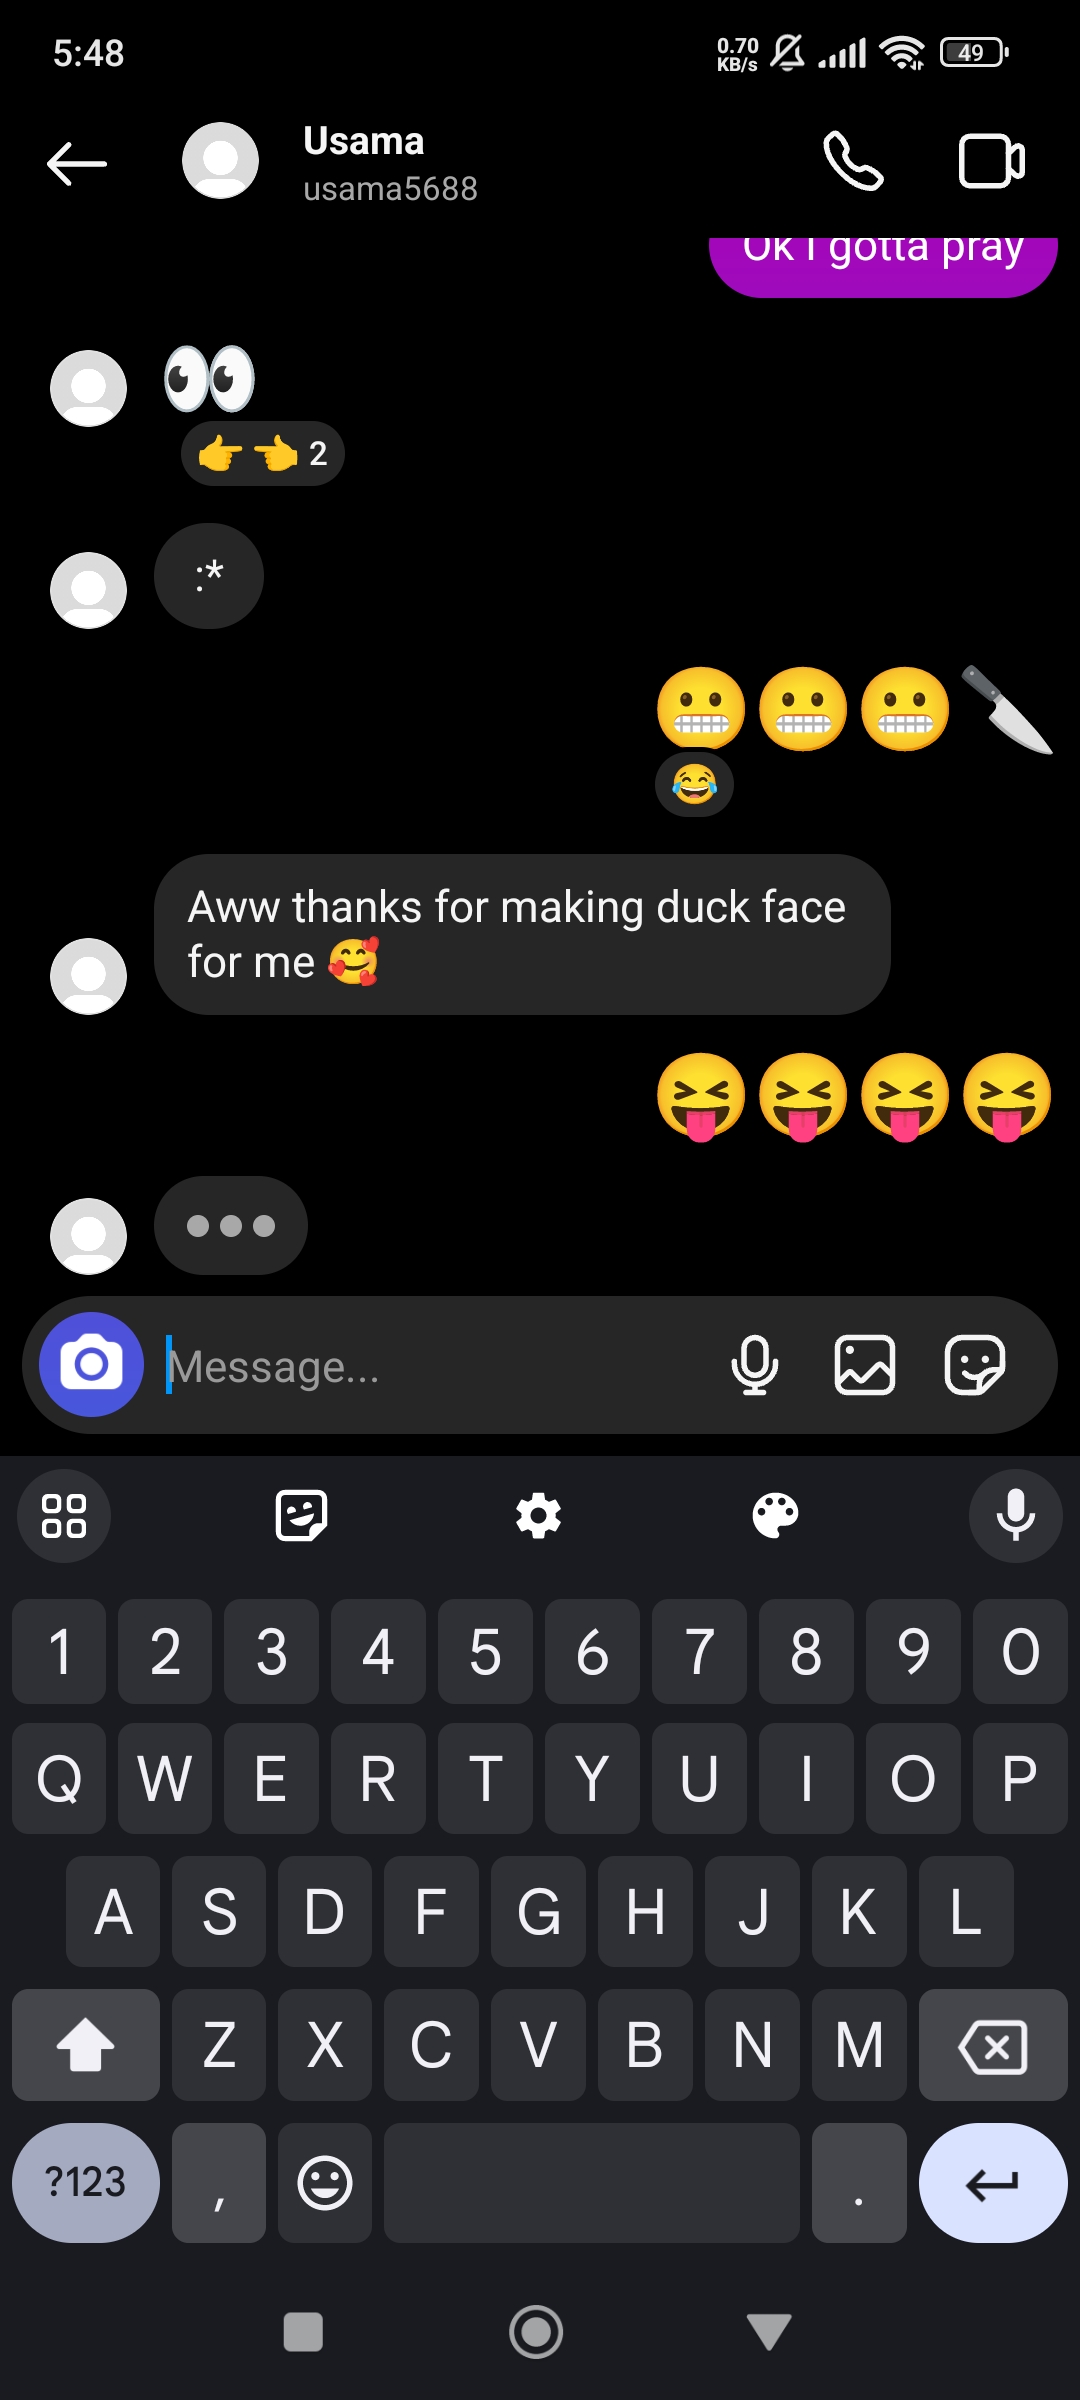 5:48
0.70
KB/s
49
Usama
usama5688
Ok I gotta pray
👀
👉👈 2
:*
😬😬😬🔪
😂
Aww thanks for making duck face
for me 🥰
😝😝😝😝
Message...
1 2 3 4 5 6 7 8 9 0
Q W E R T Y U I O P
A S D F G H J K L
Z X C V B N M
?123 , .